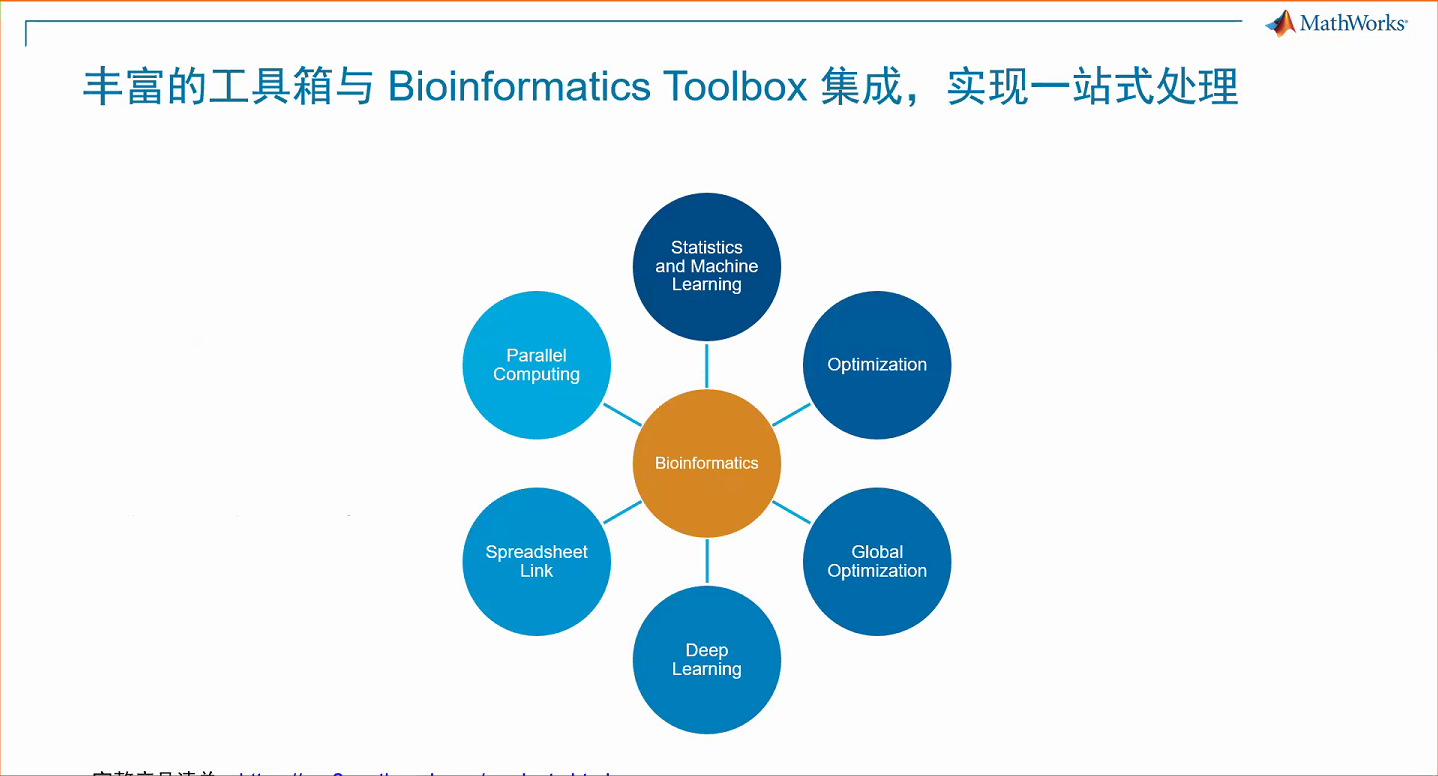 MathWorks®
丰富的工具箱与 Bioinformatics Toolbox 集成，实现一站式处理
Statistics
and Machine
Learning
Parallel
Computing
Optimization
Bioinformatics
Spreadsheet
Link
Global
Optimization
Deep
Learning